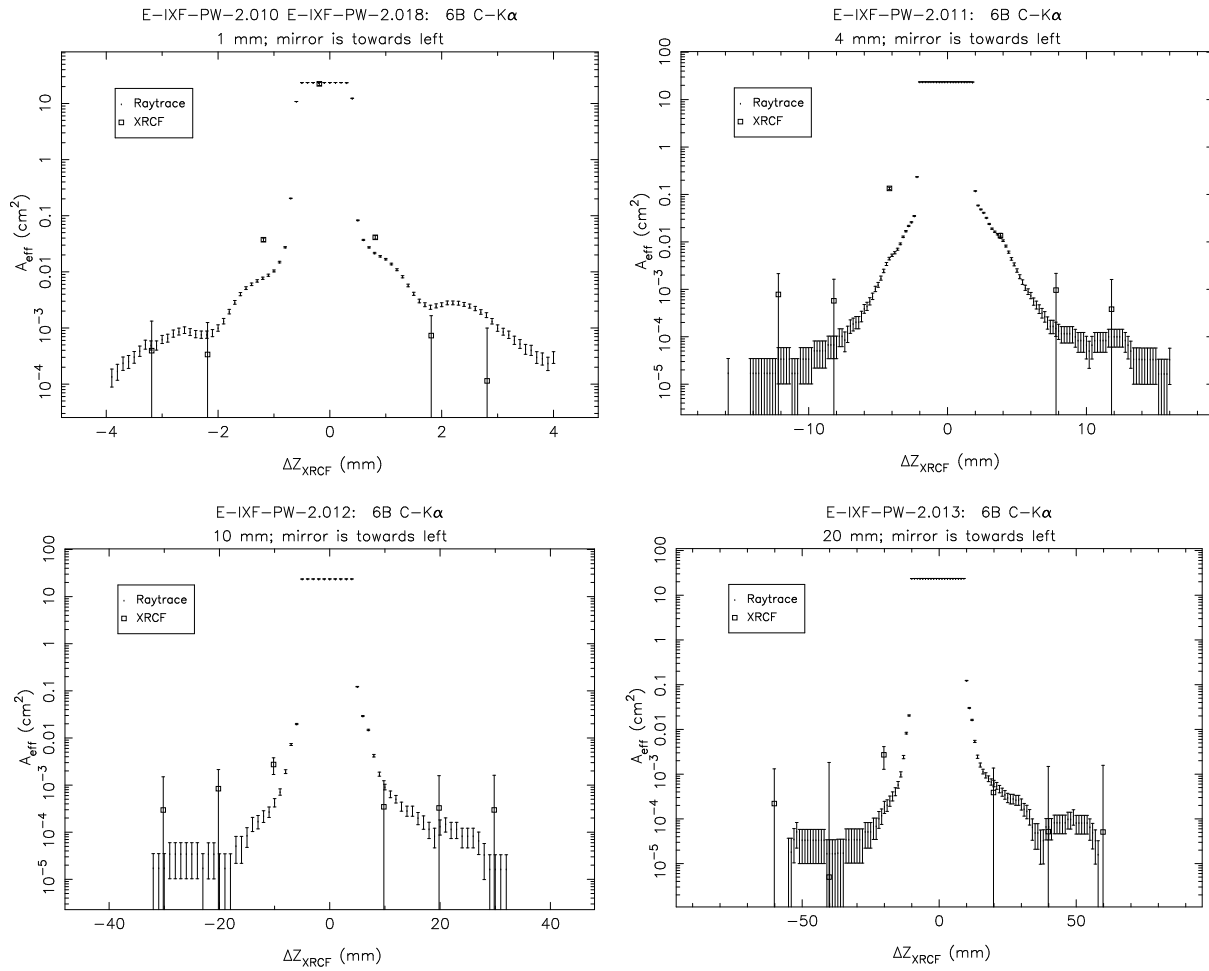 E-IXF-PW-2.010 E-IXF-PW-2.018: 6B C-Kα
1 mm; mirror is towards left
A_eff (cm²)
10
1
0.1
0.01
10⁻³
10⁻⁴
Raytrace
XRCF
−4
−2
0
2
4
ΔZ_XRCF (mm)
E-IXF-PW-2.011: 6B C-Kα
4 mm; mirror is towards left
A_eff (cm²)
100
10
1
0.1
0.01
10⁻³
10⁻⁴
10⁻⁵
Raytrace
XRCF
−10
0
10
ΔZ_XRCF (mm)
E-IXF-PW-2.012: 6B C-Kα
10 mm; mirror is towards left
A_eff (cm²)
100
10
1
0.1
0.01
10⁻³
10⁻⁴
10⁻⁵
Raytrace
XRCF
−40
−20
0
20
40
ΔZ_XRCF (mm)
E-IXF-PW-2.013: 6B C-Kα
20 mm; mirror is towards left
A_eff (cm²)
100
10
1
0.1
0.01
10⁻³
10⁻⁴
10⁻⁵
Raytrace
XRCF
−50
0
50
ΔZ_XRCF (mm)